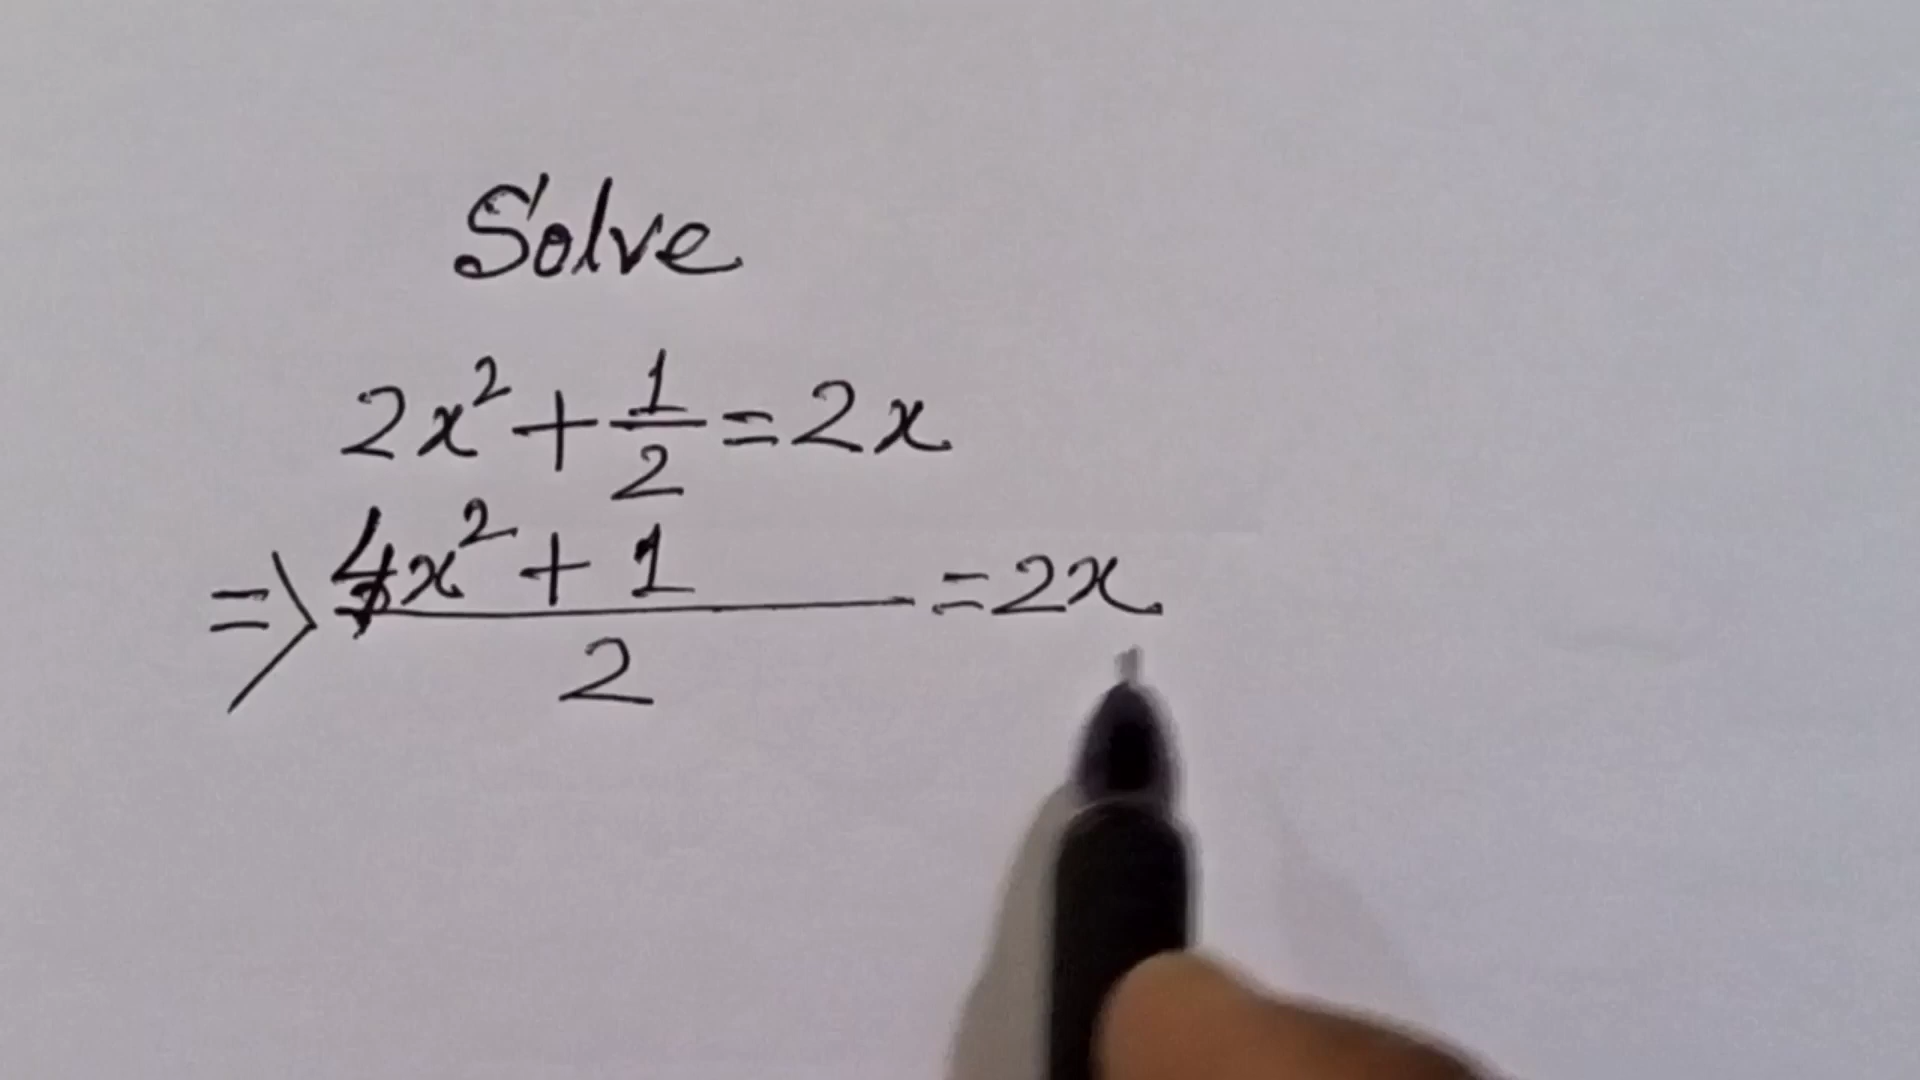 Solve
2x² + 1/2 = 2x
⇒ (4x² + 1)/2 = 2x